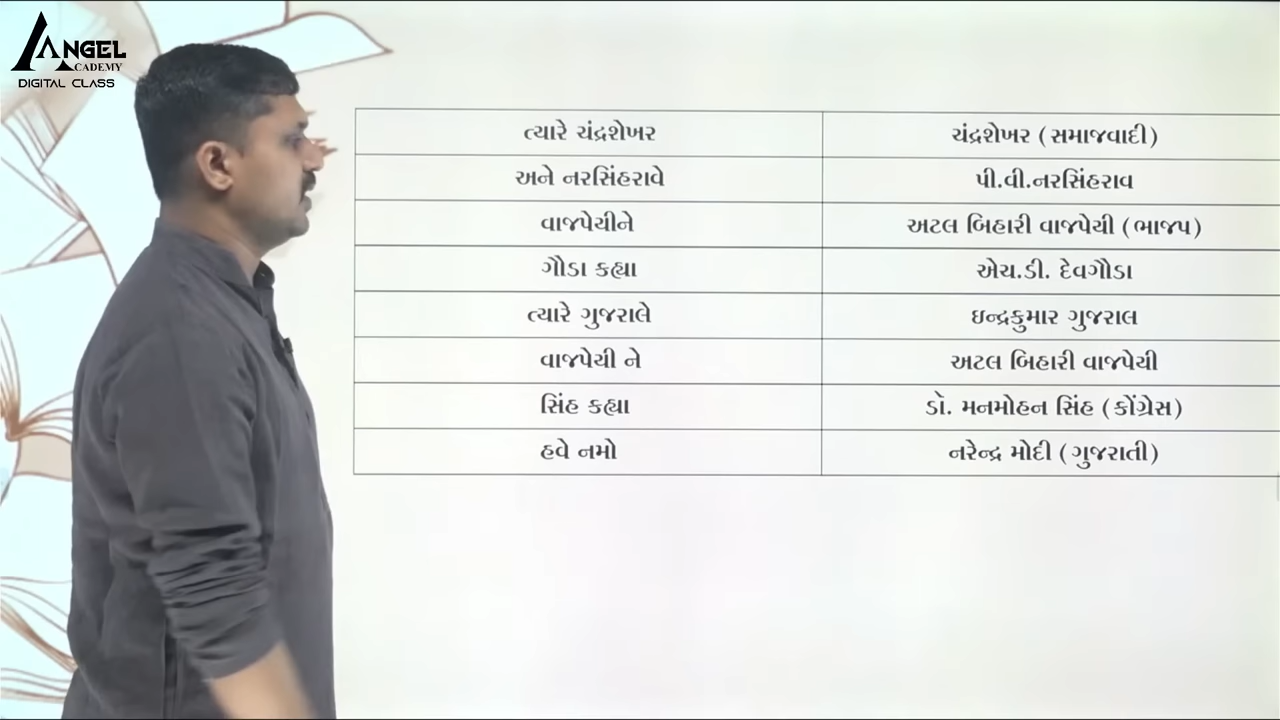 ANGEL
ACADEMY
DIGITAL CLASS
ત્યારે ચંદ્રશેખર ચંદ્રશેખર (સમાજવાદી)
અને નરસિંહરાવે પી.વી.નરસિંહરાવ
વાજપેયીને અટલ બિહારી વાજપેયી (ભાજપ)
ગૌડા કહ્યા એચ.ડી. દેવગૌડા
ત્યારે ગુજરાલે ઇન્દ્રકુમાર ગુજરાલ
વાજપેયી ને અટલ બિહારી વાજપેયી
સિંહ કહ્યા ડૉ. મનમોહન સિંહ (કોંગ્રેસ)
હવે નમો નરેન્દ્ર મોદી (ગુજરાતી)